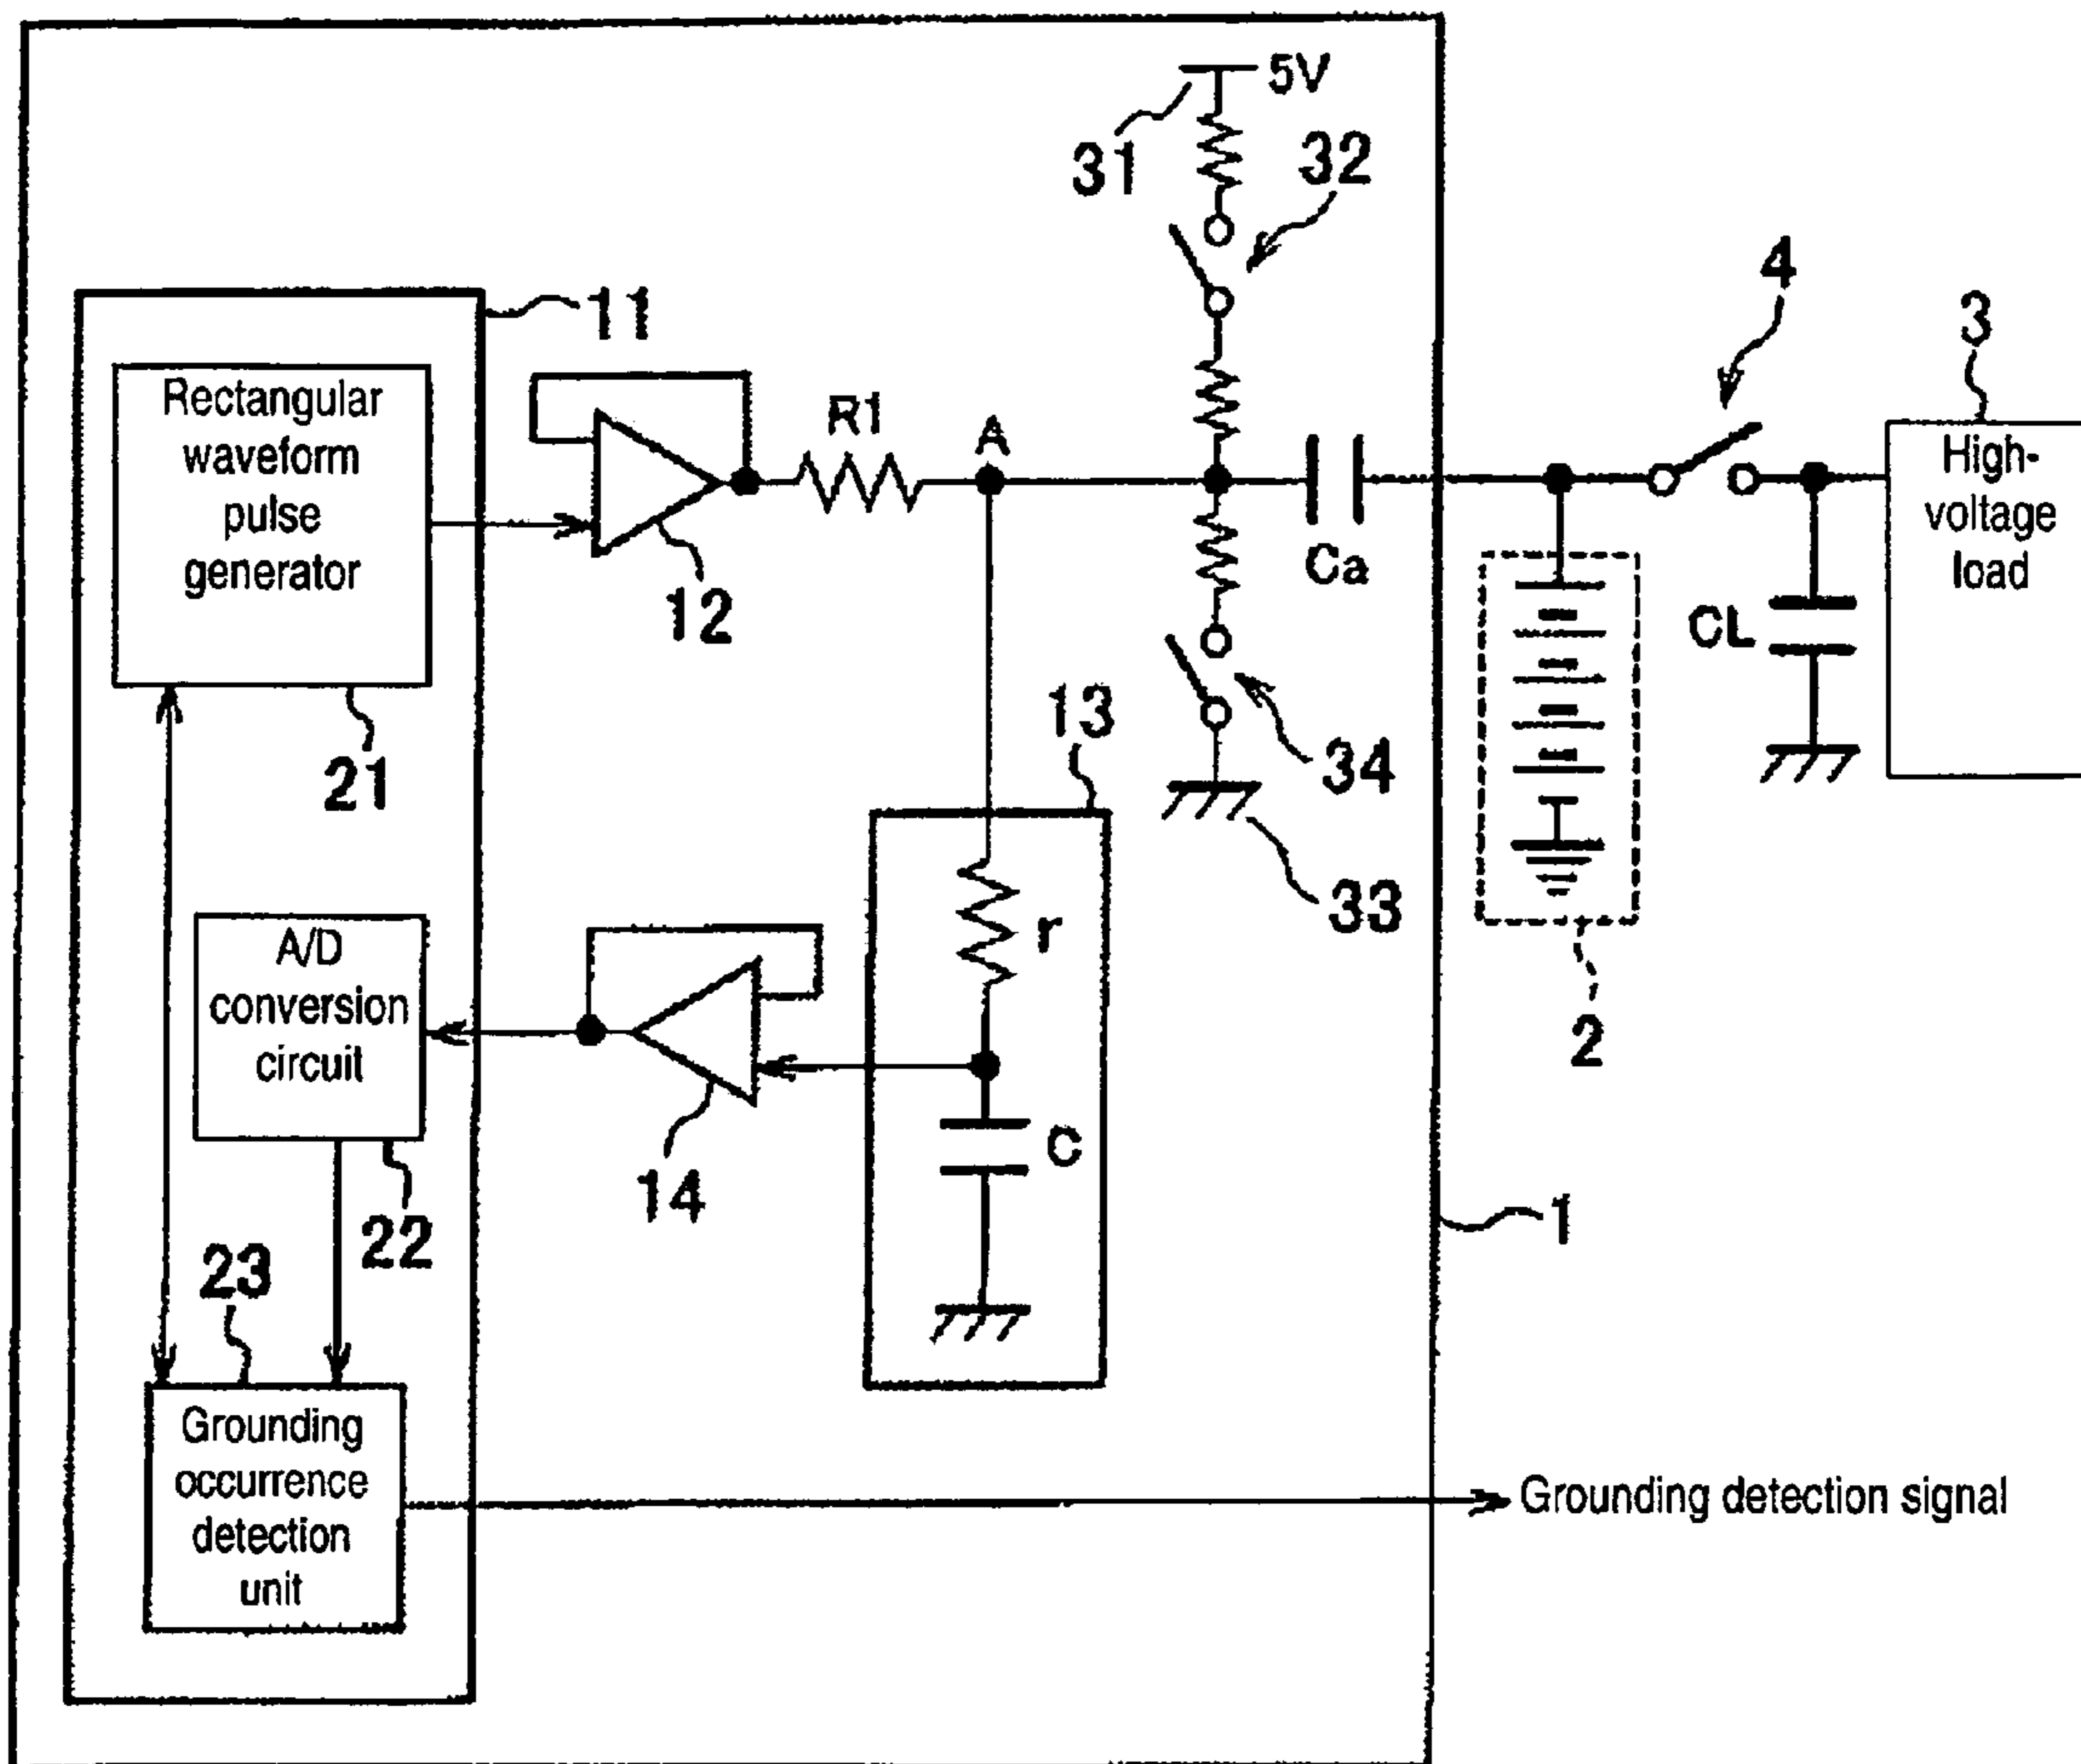 5V
31
32
4
3
11
Rectangular
waveform
pulse
generator
R1
A
High-
voltage
load
12
Ca
CL
21
13
34
33
r
2
A/D
conversion
circuit
14
C
1
22
23
Grounding
occurrence
detection
unit
Grounding detection signal